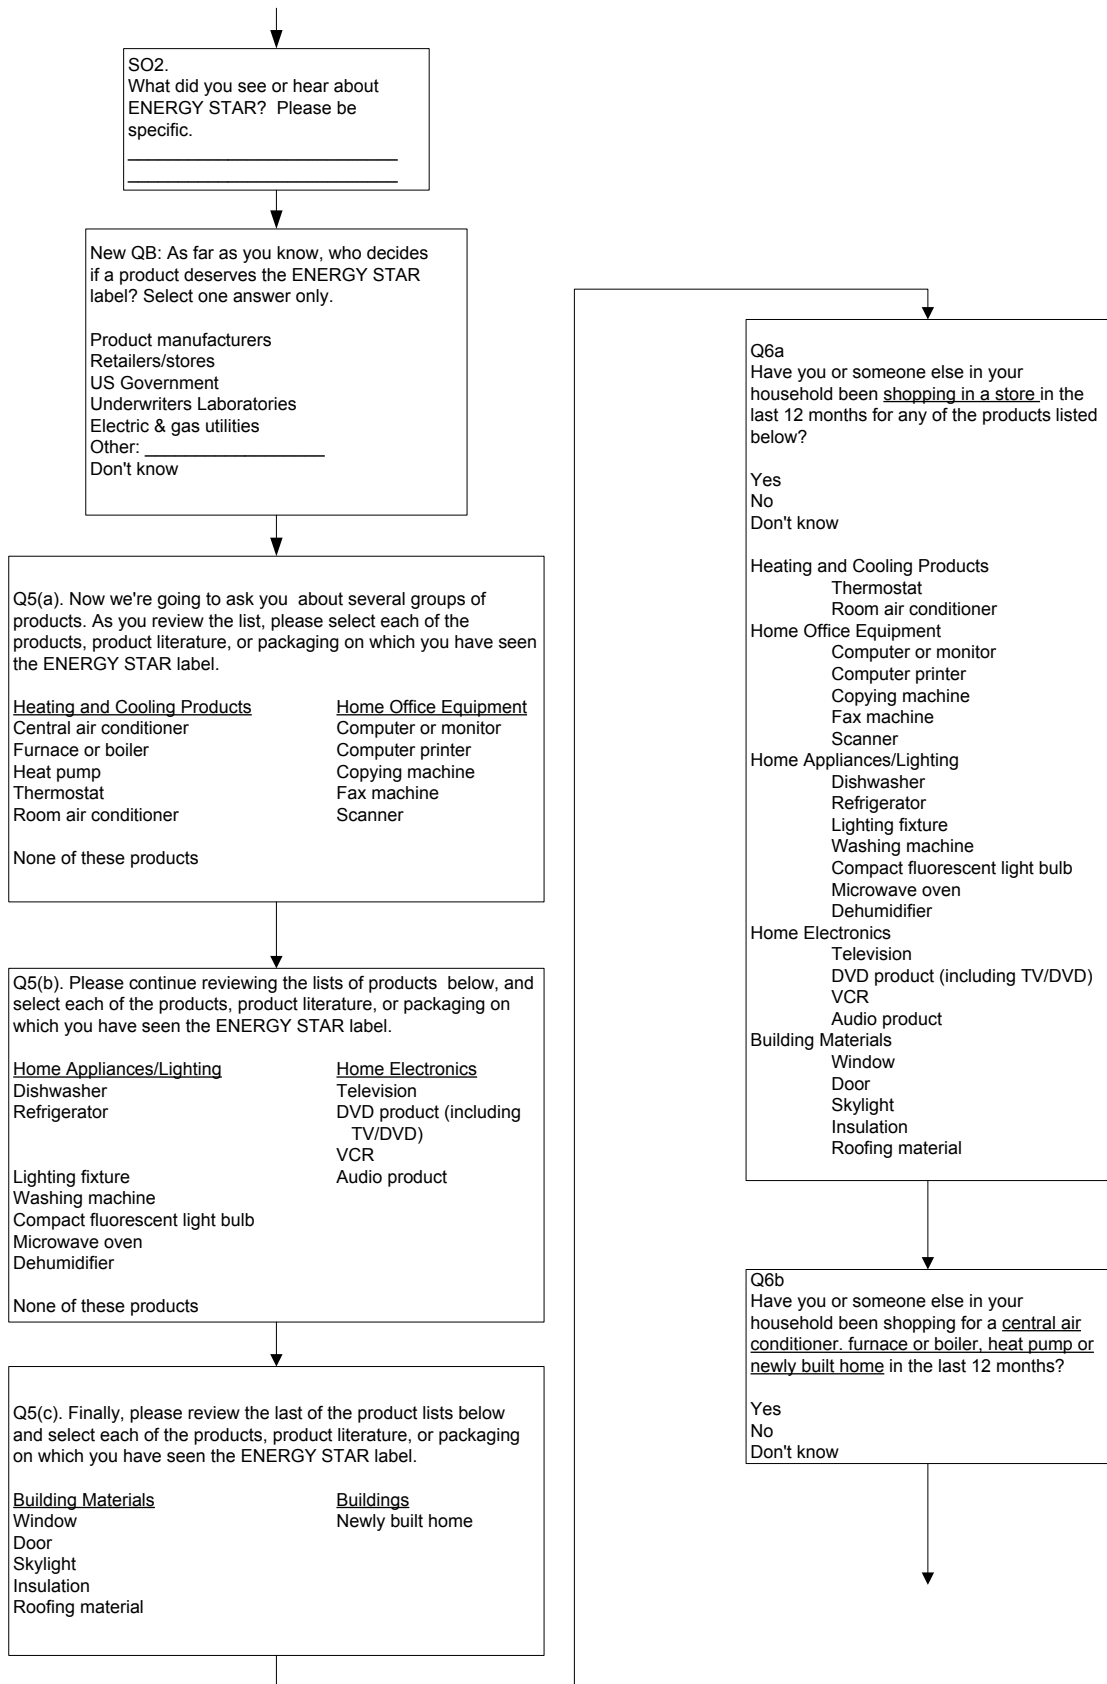 SO2.
What did you see or hear about
ENERGY STAR?  Please be
specific.
___________________________
___________________________
New QB: As far as you know, who decides
if a product deserves the ENERGY STAR
label? Select one answer only.
Product manufacturers
Retailers/stores
US Government
Underwriters Laboratories
Electric & gas utilities
Other: __________________
Don't know
Q5(a). Now we're going to ask you  about several groups of
products. As you review the list, please select each of the
products, product literature, or packaging on which you have seen
the ENERGY STAR label.
Heating and Cooling Products
Central air conditioner
Furnace or boiler
Heat pump
Thermostat
Room air conditioner
None of these products
Home Office Equipment
Computer or monitor
Computer printer
Copying machine
Fax machine
Scanner
Q5(b). Please continue reviewing the lists of products  below, and
select each of the products, product literature, or packaging on
which you have seen the ENERGY STAR label.
Home Appliances/Lighting
Dishwasher
Refrigerator
Lighting fixture
Washing machine
Compact fluorescent light bulb
Microwave oven
Dehumidifier
None of these products
Home Electronics
Television
DVD product (including
TV/DVD)
VCR
Audio product
Q5(c). Finally, please review the last of the product lists below
and select each of the products, product literature, or packaging
on which you have seen the ENERGY STAR label.
Building Materials
Window
Door
Skylight
Insulation
Roofing material
Buildings
Newly built home
Q6a
Have you or someone else in your
household been shopping in a store in the
last 12 months for any of the products listed
below?
Yes
No
Don't know
Heating and Cooling Products
Thermostat
Room air conditioner
Home Office Equipment
Computer or monitor
Computer printer
Copying machine
Fax machine
Scanner
Home Appliances/Lighting
Dishwasher
Refrigerator
Lighting fixture
Washing machine
Compact fluorescent light bulb
Microwave oven
Dehumidifier
Home Electronics
Television
DVD product (including TV/DVD)
VCR
Audio product
Building Materials
Window
Door
Skylight
Insulation
Roofing material
Q6b
Have you or someone else in your
household been shopping for a central air
conditioner. furnace or boiler, heat pump or
newly built home in the last 12 months?
Yes
No
Don't know